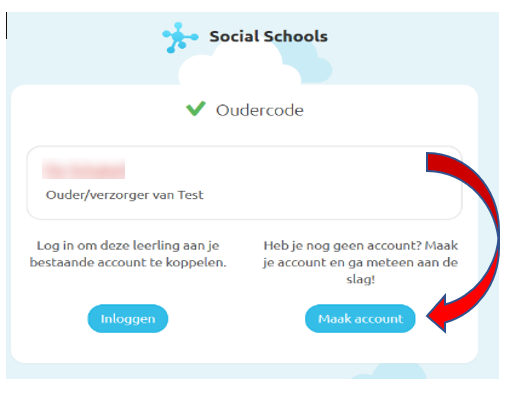 Social Schools
Oudercode
Ouder/verzorger van Test
Log in om deze leerling aan je
bestaande account te koppelen.
Inloggen
Heb je nog geen account? Maak
je account en ga meteen aan de
slag!
Maak account